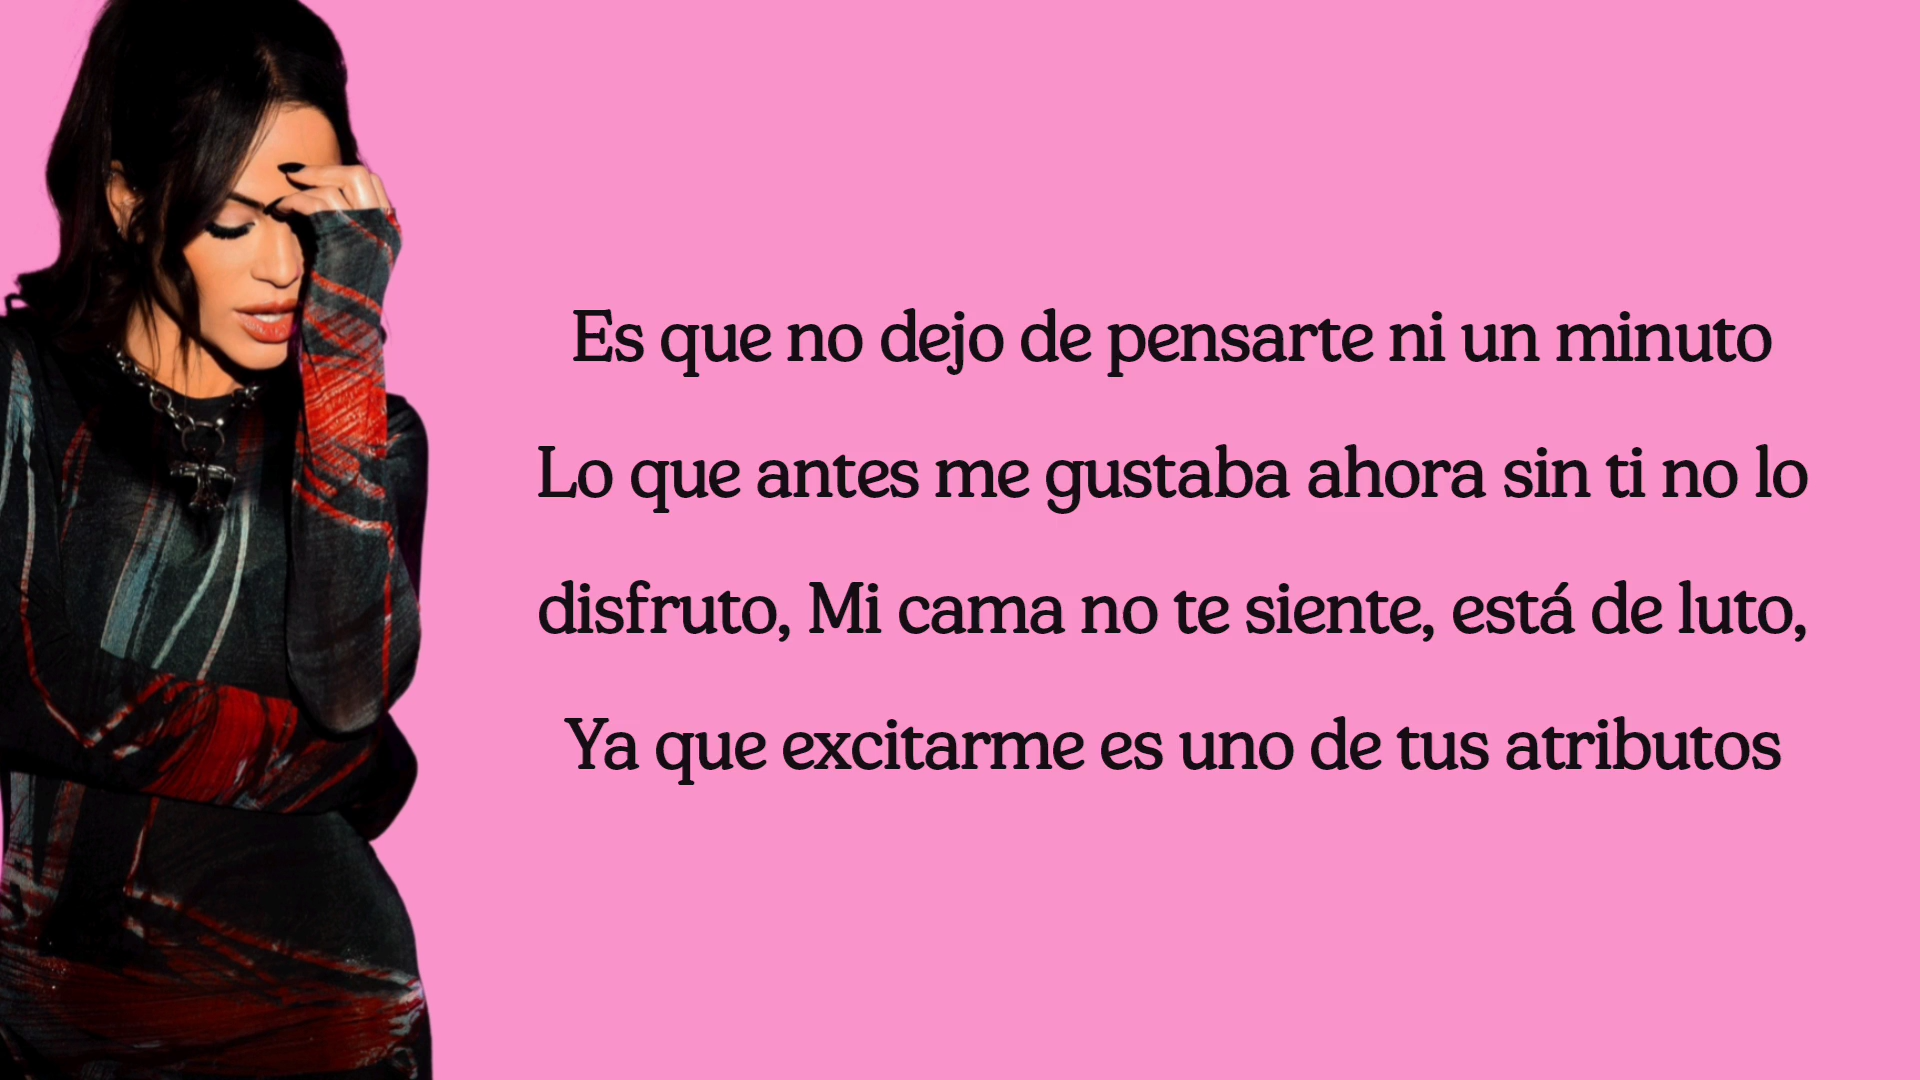 Es que no dejo de pensarte ni un minuto
Lo que antes me gustaba ahora sin ti no lo
disfruto, Mi cama no te siente, está de luto,
Ya que excitarme es uno de tus atributos